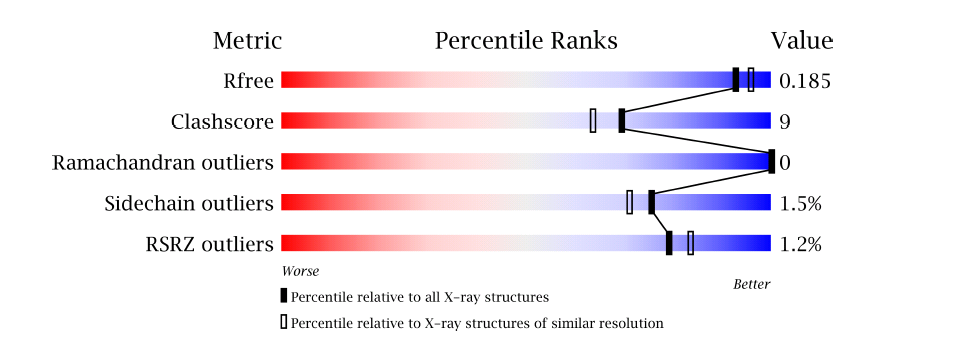 Metric Percentile Ranks Value
Rfree 0.185
Clashscore 9
Ramachandran outliers 0
Sidechain outliers 1.5%
RSRZ outliers 1.2%
Worse
Better
Percentile relative to all X-ray structures
Percentile relative to X-ray structures of similar resolution